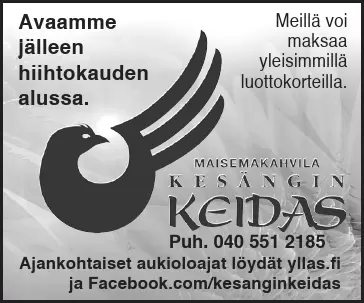 Avaamme
jälleen
hiihtokauden
alussa.
Meillä voi
maksaa
yleisimmillä
luottokorteilla.
MAISEMAKAHVILA
KESÄNGIN
KEIDAS
Puh. 040 551 2185
Ajankohtaiset aukioloajat löydät yllas.fi
ja Facebook.com/kesanginkeidas